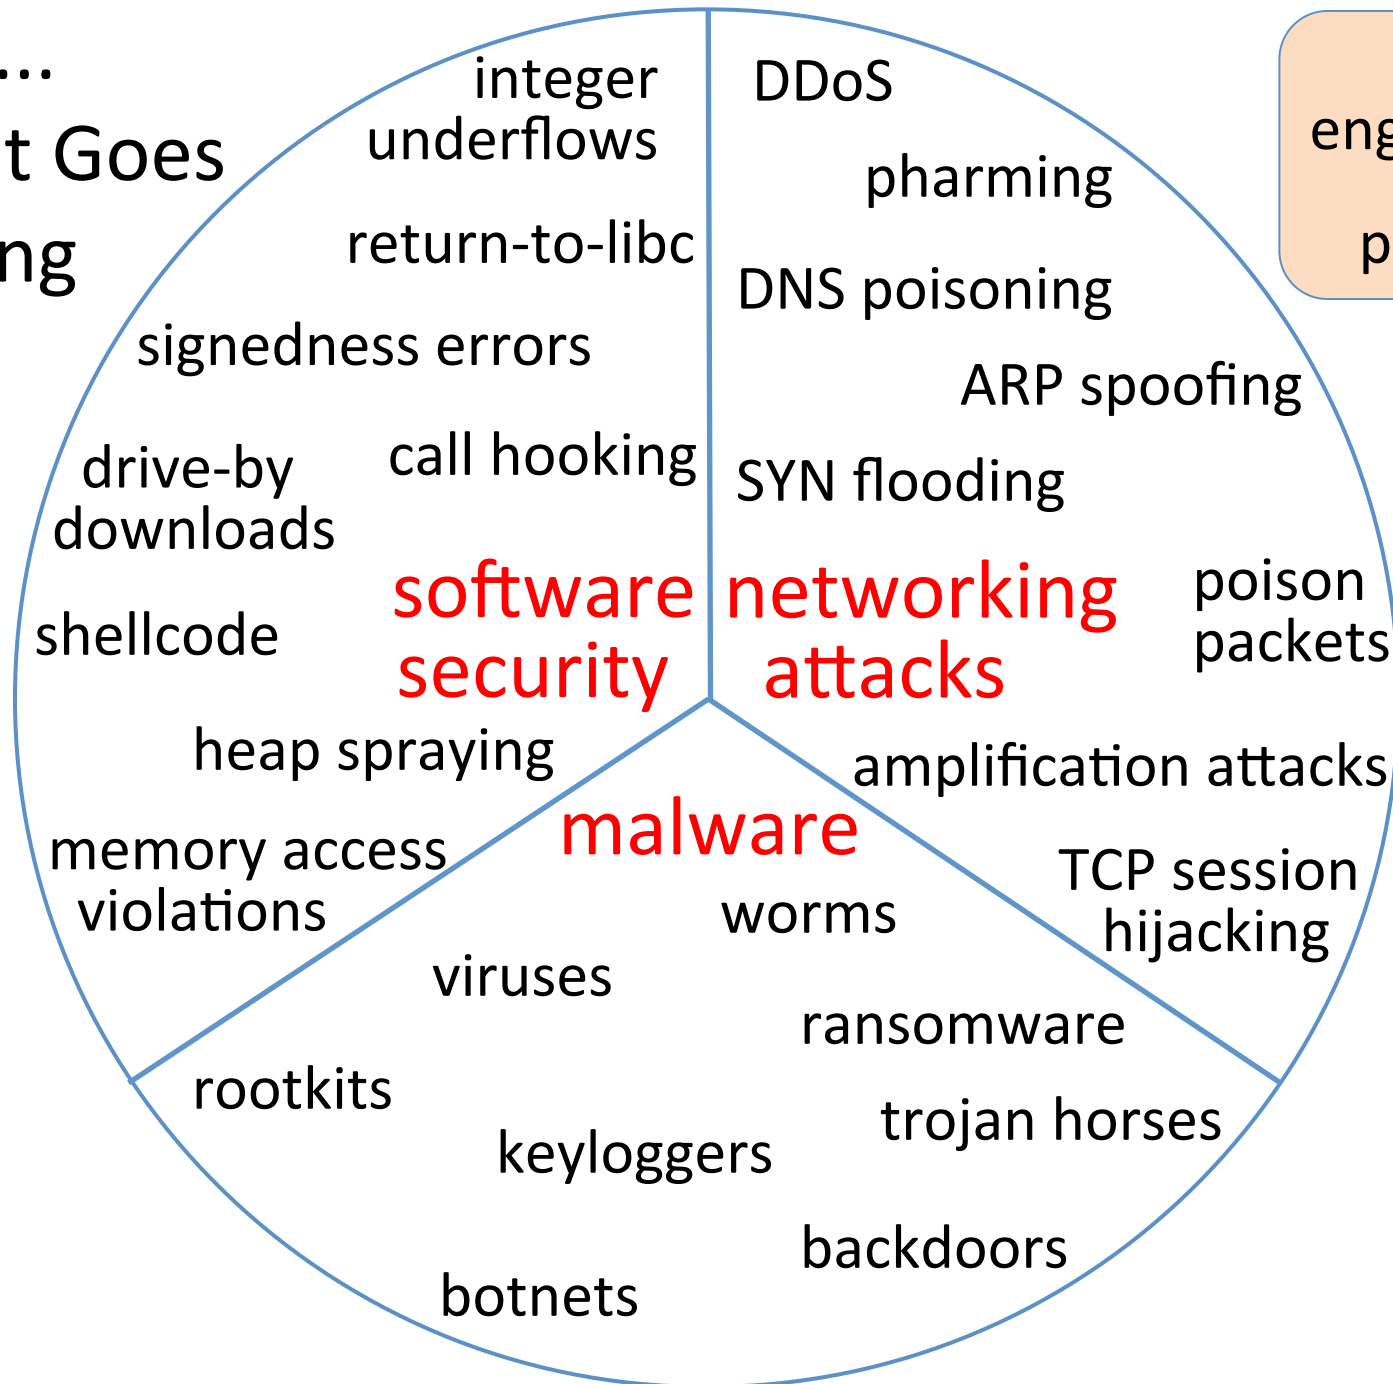 ...
t Goes
ng
integer
underflows
return-to-libc
signedness errors
call hooking
drive-by
downloads
software
security
shellcode
heap spraying
memory access
violations
DDoS
pharming
DNS poisoning
ARP spoofing
SYN flooding
networking
attacks
poison
packets
amplification attacks
TCP session
hijacking
malware
worms
viruses
ransomware
rootkits
trojan horses
keyloggers
backdoors
botnets
eng
p